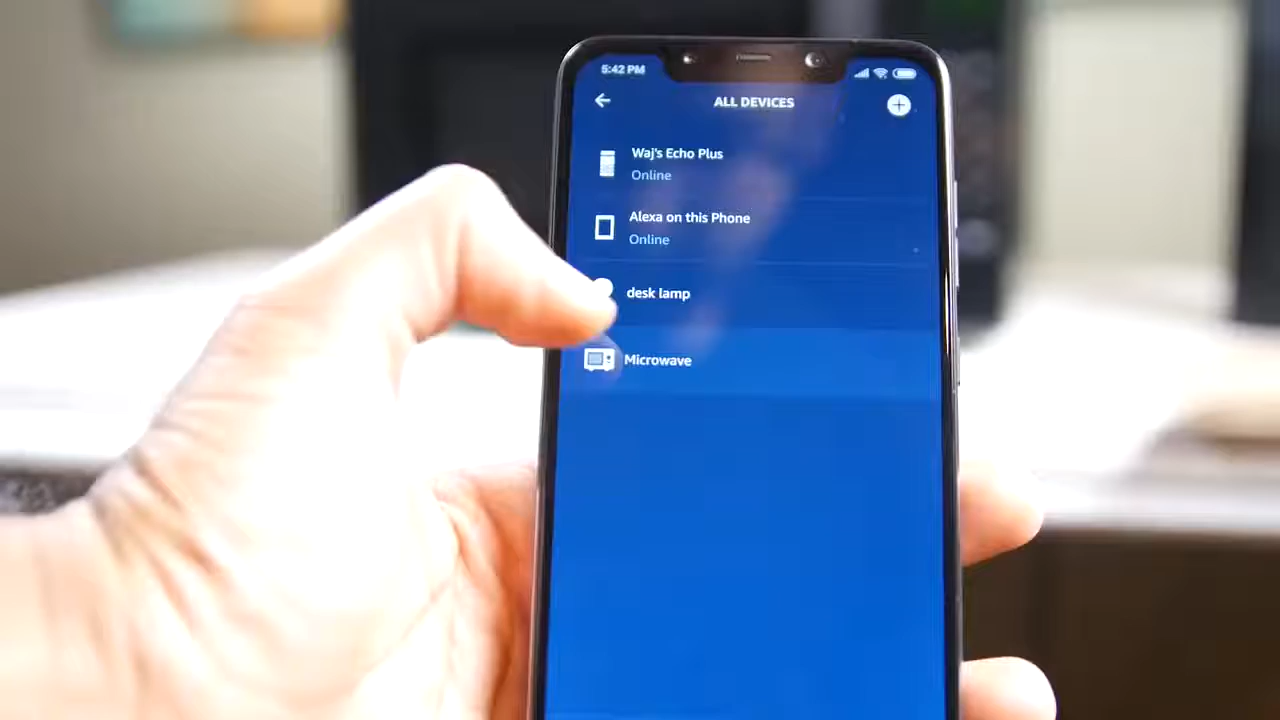 5:42 PM
ALL DEVICES
Waj's Echo Plus
Online
Alexa on this Phone
Online
desk lamp
Microwave